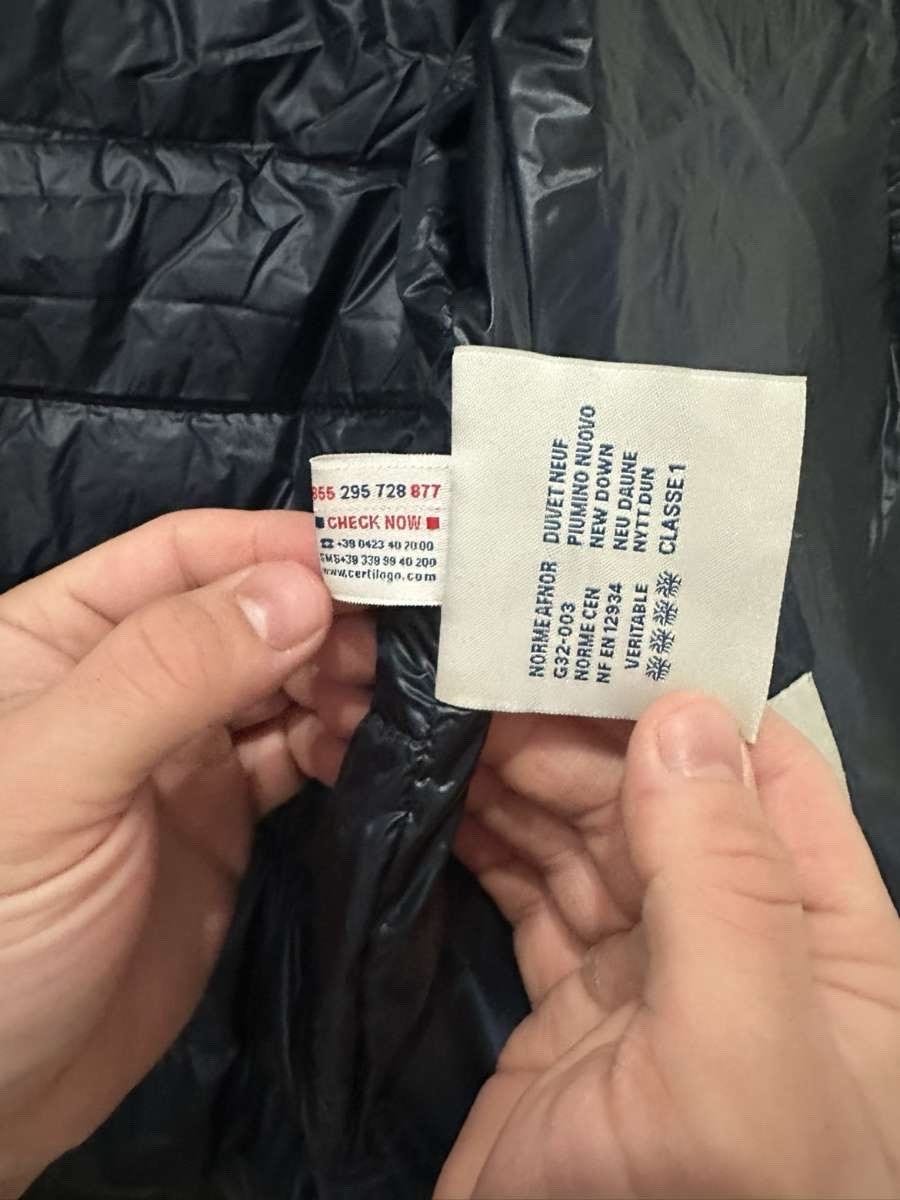 855 295 728 877
CHECK NOW
+39 0423 40 20 00
SMS+39 339 99 40 200
www.certilogo.com
NORME AFNOR DUVET NEUF
G32-003 PIUMINO NUOVO
NORME CEN NEW DOWN
NF EN 12934 NEU DAUNE
VERITABLE NYTT DUN
CLASSE 1